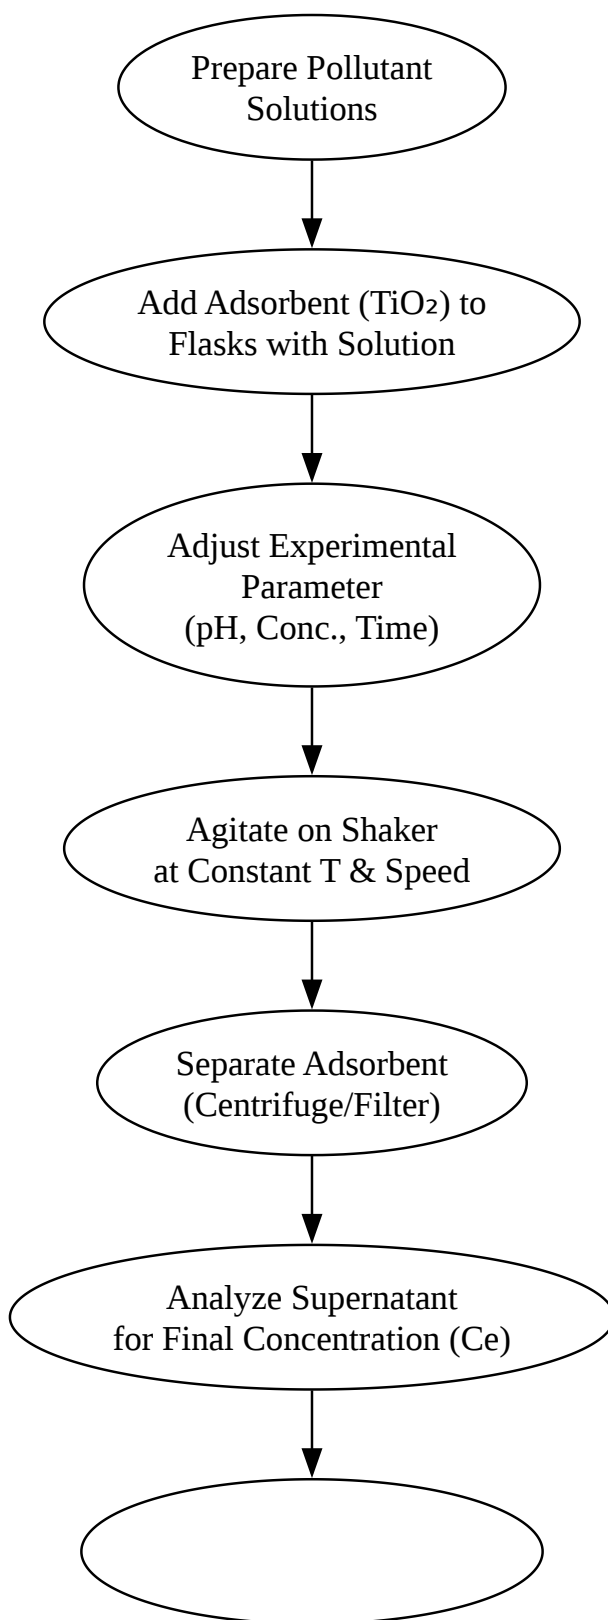 Prepare Pollutant
Solutions
Add Adsorbent (TiO₂) to
Flasks with Solution
Adjust Experimental
Parameter
(pH, Conc., Time)
Agitate on Shaker
at Constant T & Speed
Separate Adsorbent
(Centrifuge/Filter)
Analyze Supernatant
for Final Concentration (Ce)